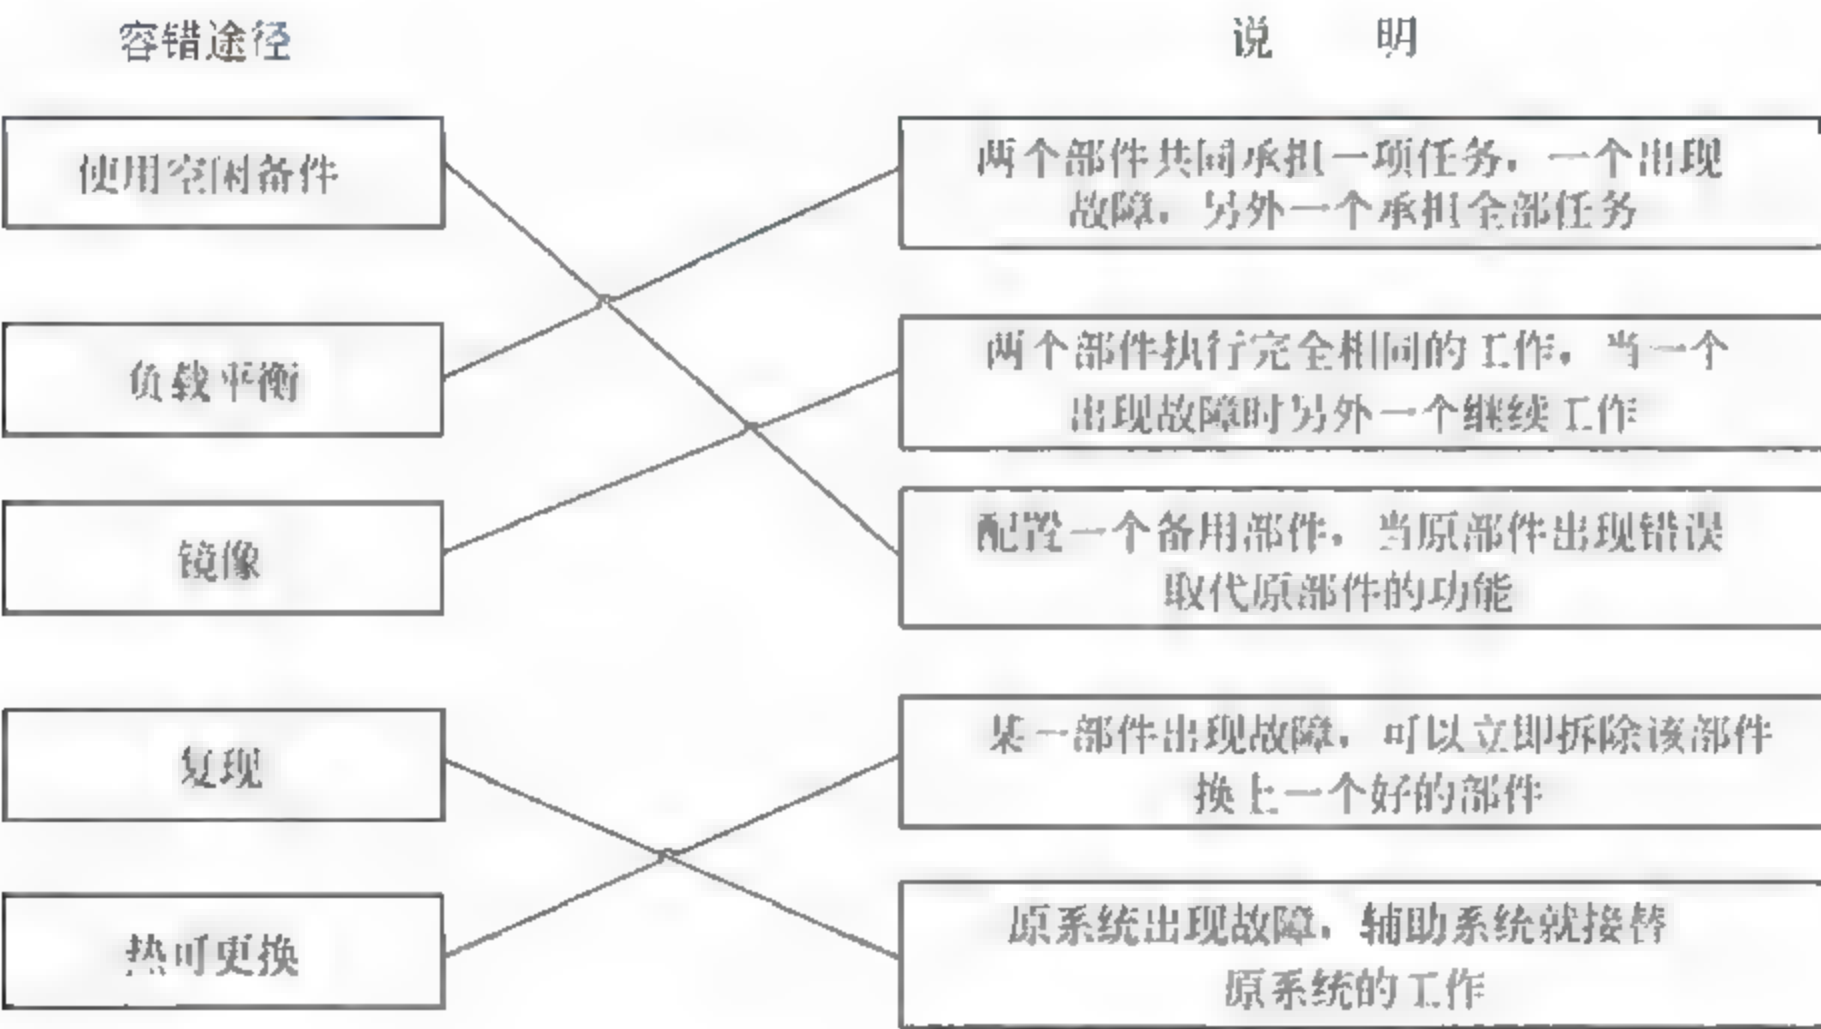 容错途径
说 明
使用空闲备件
两个部件共同承担一项任务，一个出现
故障，另外一个承担全部任务
负载平衡
两个部件执行完全相同的工作，当一个
出现故障时另外一个继续工作
镜像
配置一个备用部件，当原部件出现错误
取代原部件的功能
复现
某一部件出现故障，可以立即拆除该部件
换上一个好的部件
热可更换
原系统出现故障，辅助系统就接替
原系统的工作